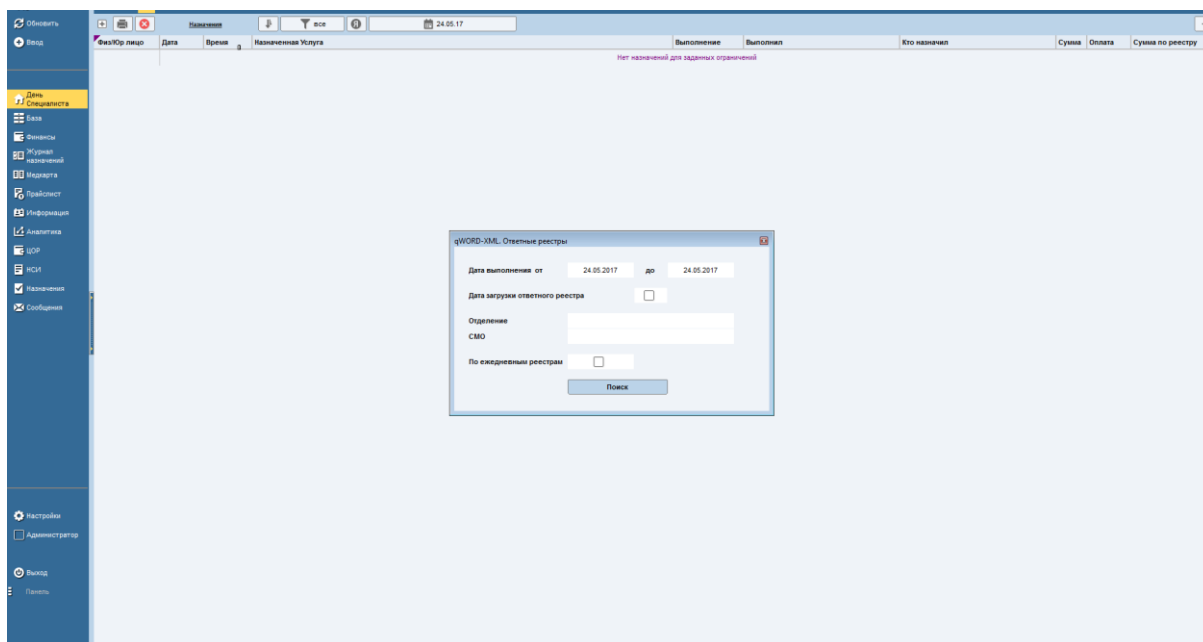 Обновить
Ввод
День
Специалиста
База
Финансы
Журнал
назначений
Медкарта
Прайслист
Информация
Аналитика
ЦОР
НСИ
Назначения
Сообщения
Настройки
Администратор
Выход
Панель
Назначения
все
24.05.17
Физ/Юр лицо Дата Время Назначенная Услуга Выполнение Выполнил Кто назначил Сумма Оплата Сумма по реестру
Нет назначений для заданных ограничений
qWORD-XML. Ответные реестры
Дата выполнения от 24.05.2017 до 24.05.2017
Дата загрузки ответного реестра
Отделение
СМО
По ежедневным реестрам
Поиск